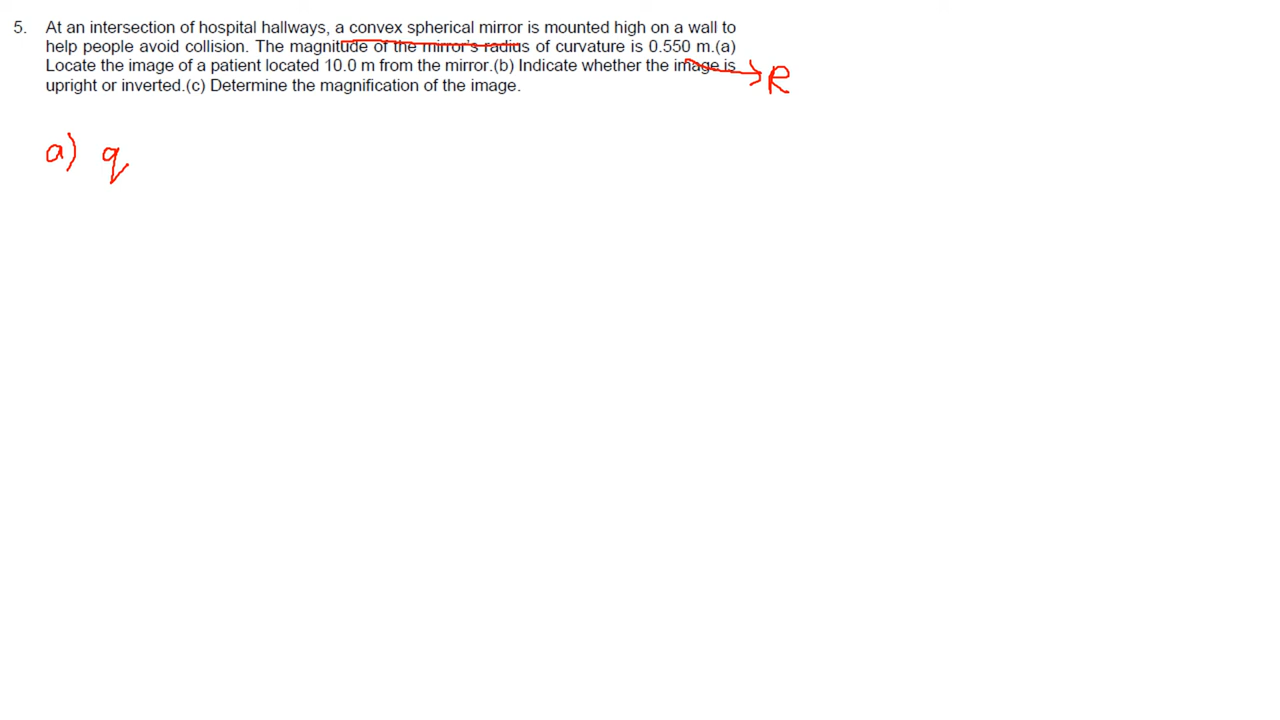 5. At an intersection of hospital hallways, a convex spherical mirror is mounted high on a wall to
help people avoid collision. The magnitude of the mirror's radius of curvature is 0.550 m.(a)
Locate the image of a patient located 10.0 m from the mirror.(b) Indicate whether the image is
upright or inverted.(c) Determine the magnification of the image.
R
a) q